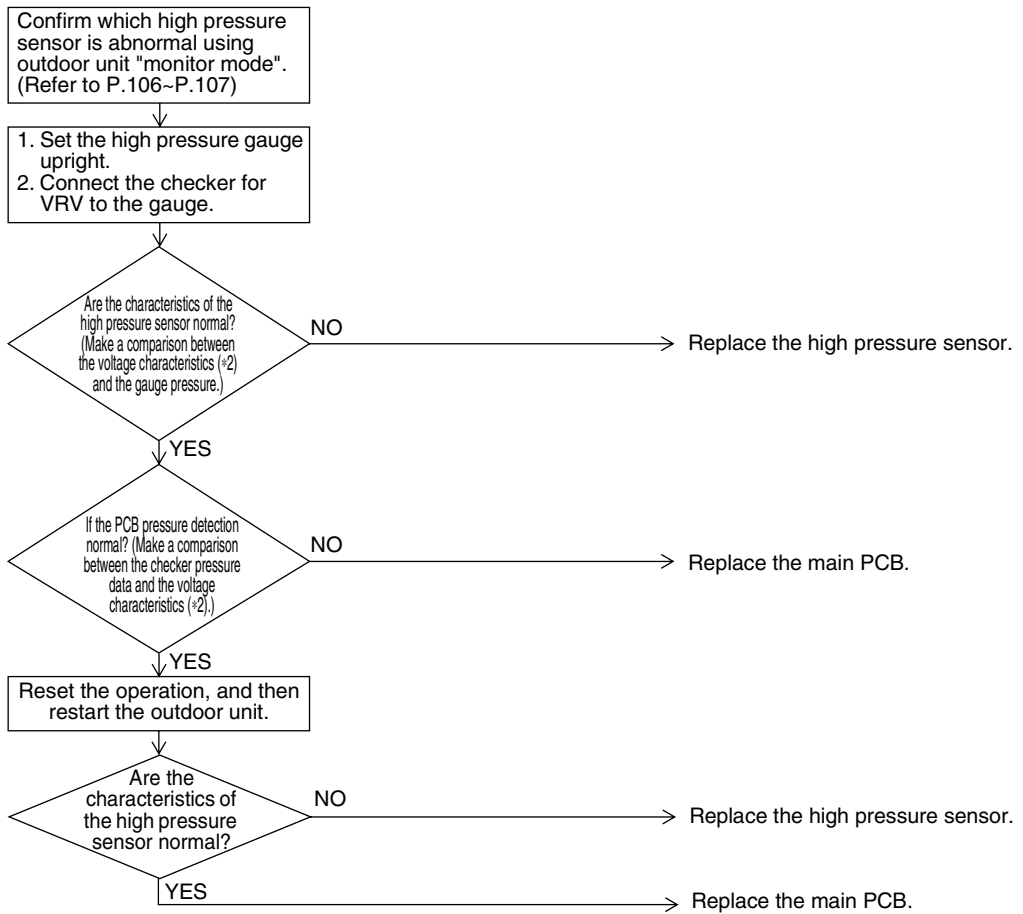 Confirm which high pressure
sensor is abnormal using
outdoor unit "monitor mode".
(Refer to P.106~P.107)
1. Set the high pressure gauge
upright.
2. Connect the checker for
VRV to the gauge.
Are the characteristics of the
high pressure sensor normal?
(Make a comparison between
the voltage characteristics (*2)
and the gauge pressure.)
NO
Replace the high pressure sensor.
YES
If the PCB pressure detection
normal? (Make a comparison
between the checker pressure
data and the voltage
characteristics (*2).)
NO
Replace the main PCB.
YES
Reset the operation, and then
restart the outdoor unit.
Are the
characteristics of
the high pressure
sensor normal?
NO
Replace the high pressure sensor.
YES
Replace the main PCB.